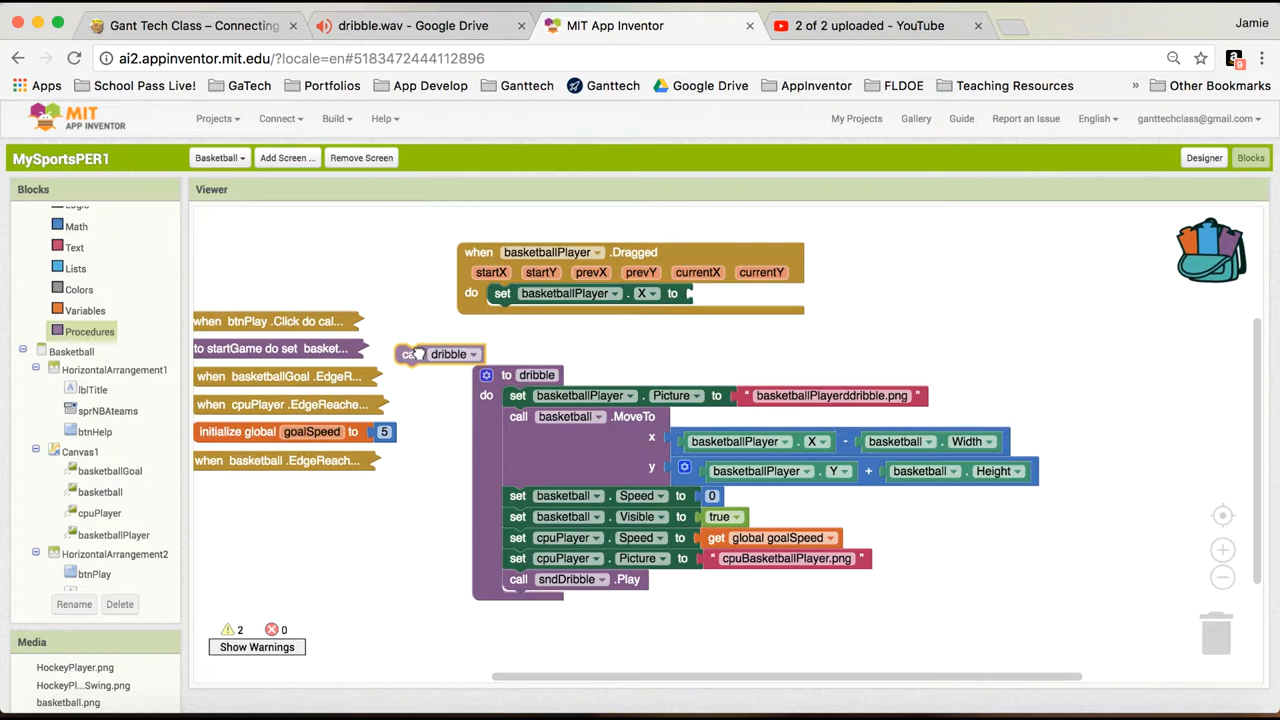 Gant Tech Class – Connecting
dribble.wav - Google Drive
MIT App Inventor
2 of 2 uploaded - YouTube
Jamie
ai2.appinventor.mit.edu/?locale=en#5183472444112896
9
Apps School Pass Live! GaTech Portfolios App Develop Ganttech Ganttech Google Drive AppInventor FLDOE Teaching Resources » Other Bookmarks
MIT
APP INVENTOR
Projects Connect Build Help My Projects Gallery Guide Report an Issue English ganttechclass@gmail.com
MySportsPER1 Basketball Add Screen ... Remove Screen Designer Blocks
Blocks
Viewer
Logic
Math
Text
Lists
Colors
Variables
Procedures
Basketball
HorizontalArrangement1
lblTitle
sprNBAteams
btnHelp
Canvas1
basketballGoal
basketball
cpuPlayer
basketballPlayer
HorizontalArrangement2
btnPlay
Rename Delete
Media
HockeyPlayer.png
HockeyPl...Swing.png
basketball.png
when btnPlay .Click do cal...
to startGame do set basket...
when basketballGoal .EdgeR...
when cpuPlayer .EdgeReache...
initialize global goalSpeed to 5
when basketball .EdgeReach...
when basketballPlayer .Dragged
startX startY prevX prevY currentX currentY
do set basketballPlayer . X to
call dribble
to dribble
do set basketballPlayer . Picture to " basketballPlayerddribble.png "
call basketball .MoveTo
x basketballPlayer . X - basketball . Width
y basketballPlayer . Y + basketball . Height
set basketball . Speed to 0
set basketball . Visible to true
set cpuPlayer . Speed to get global goalSpeed
set cpuPlayer . Picture to " cpuBasketballPlayer.png "
call sndDribble .Play
2 0
Show Warnings